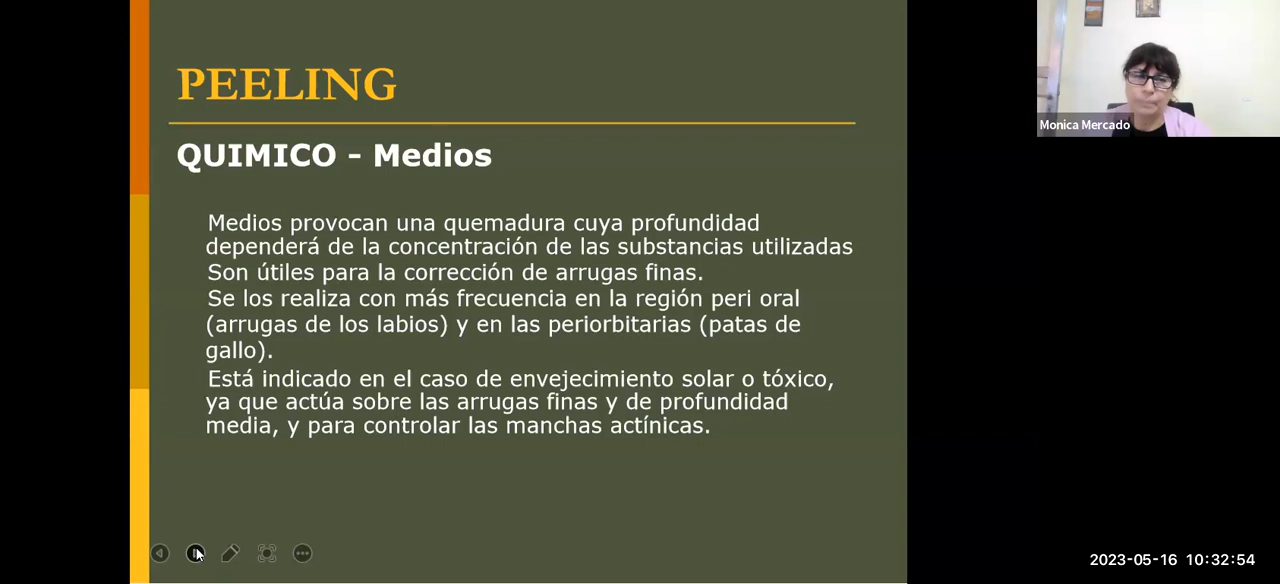 PEELING
QUIMICO - Medios
Medios provocan una quemadura cuya profundidad
dependerá de la concentración de las substancias utilizadas
Son útiles para la corrección de arrugas finas.
Se los realiza con más frecuencia en la región peri oral
(arrugas de los labios) y en las periorbitarias (patas de
gallo).
Está indicado en el caso de envejecimiento solar o tóxico,
ya que actúa sobre las arrugas finas y de profundidad
media, y para controlar las manchas actínicas.
Monica Mercado
2023-05-16 10:32:54